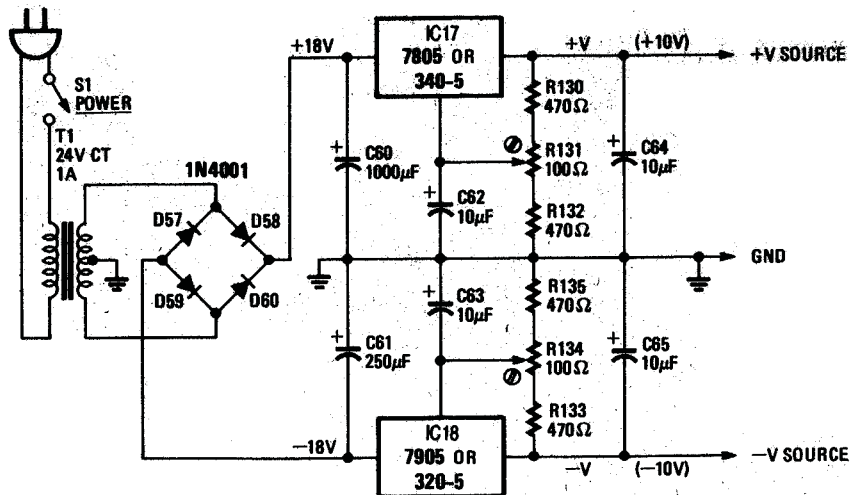 S1
POWER
T1
24V CT
1A
1N4001
D57
D58
D59
D60
+18V
-18V
+
C60
1000µF
+
C61
250µF
IC17
7805 OR
340-5
+
C62
10µF
+
C63
10µF
IC18
7905 OR
320-5
R130
470Ω
R131
100Ω
R132
470Ω
R135
470Ω
R134
100Ω
R133
470Ω
+V
(+10V)
+
C64
10µF
+
C65
10µF
-V
(-10V)
+V SOURCE
GND
-V SOURCE